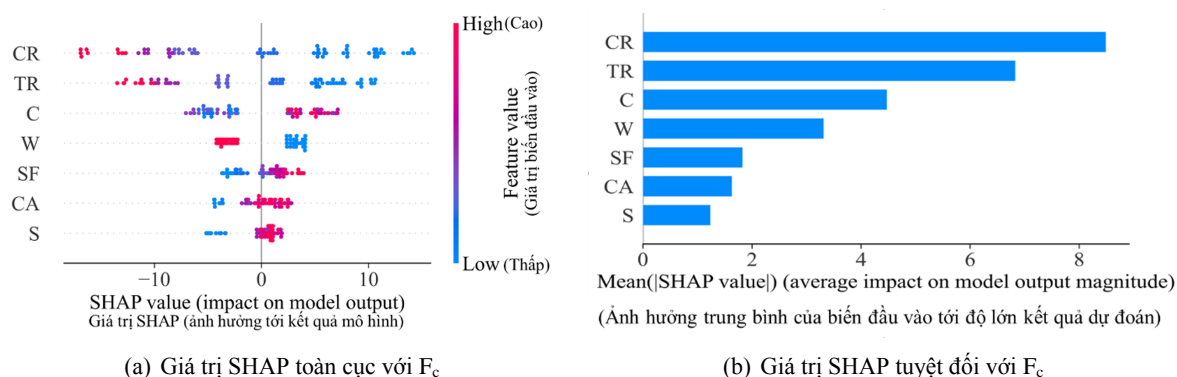 High (Cao)
CR
TR
C
W
SF
CA
S
Feature value
(Giá trị biến đầu vào)
Low (Thấp)
−10 0 10
SHAP value (impact on model output)
Giá trị SHAP (ảnh hưởng tới kết quả mô hình)
(a) Giá trị SHAP toàn cục với Fc
CR
TR
C
W
SF
CA
S
0 2 4 6 8
Mean(|SHAP value|) (average impact on model output magnitude)
(Ảnh hưởng trung bình của biến đầu vào tới độ lớn kết quả dự đoán)
(b) Giá trị SHAP tuyệt đối với Fc